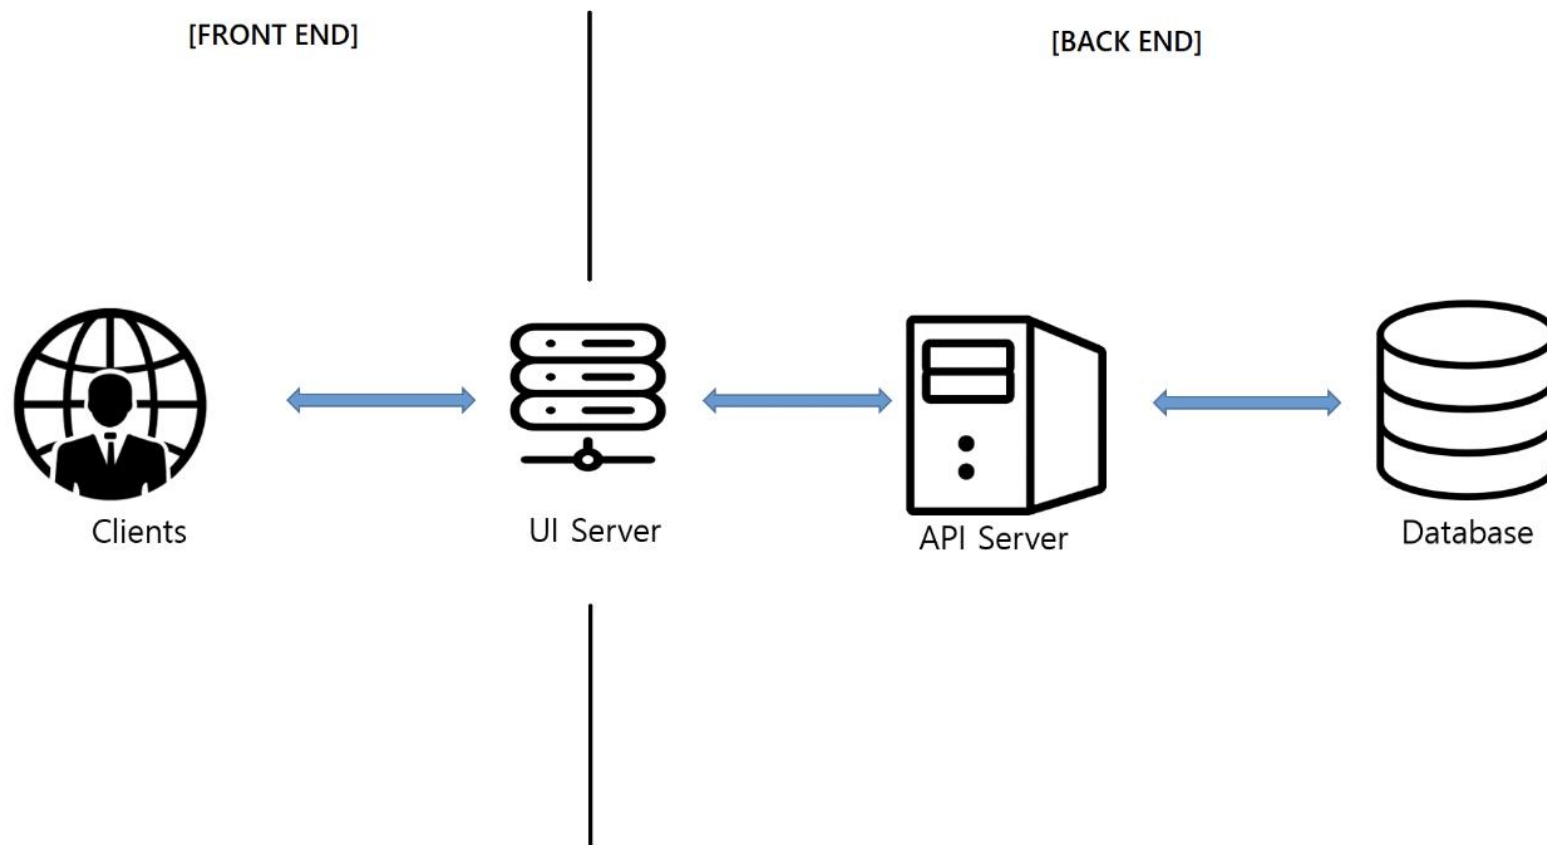 [FRONT END]
[BACK END]
Clients
UI Server
API Server
Database